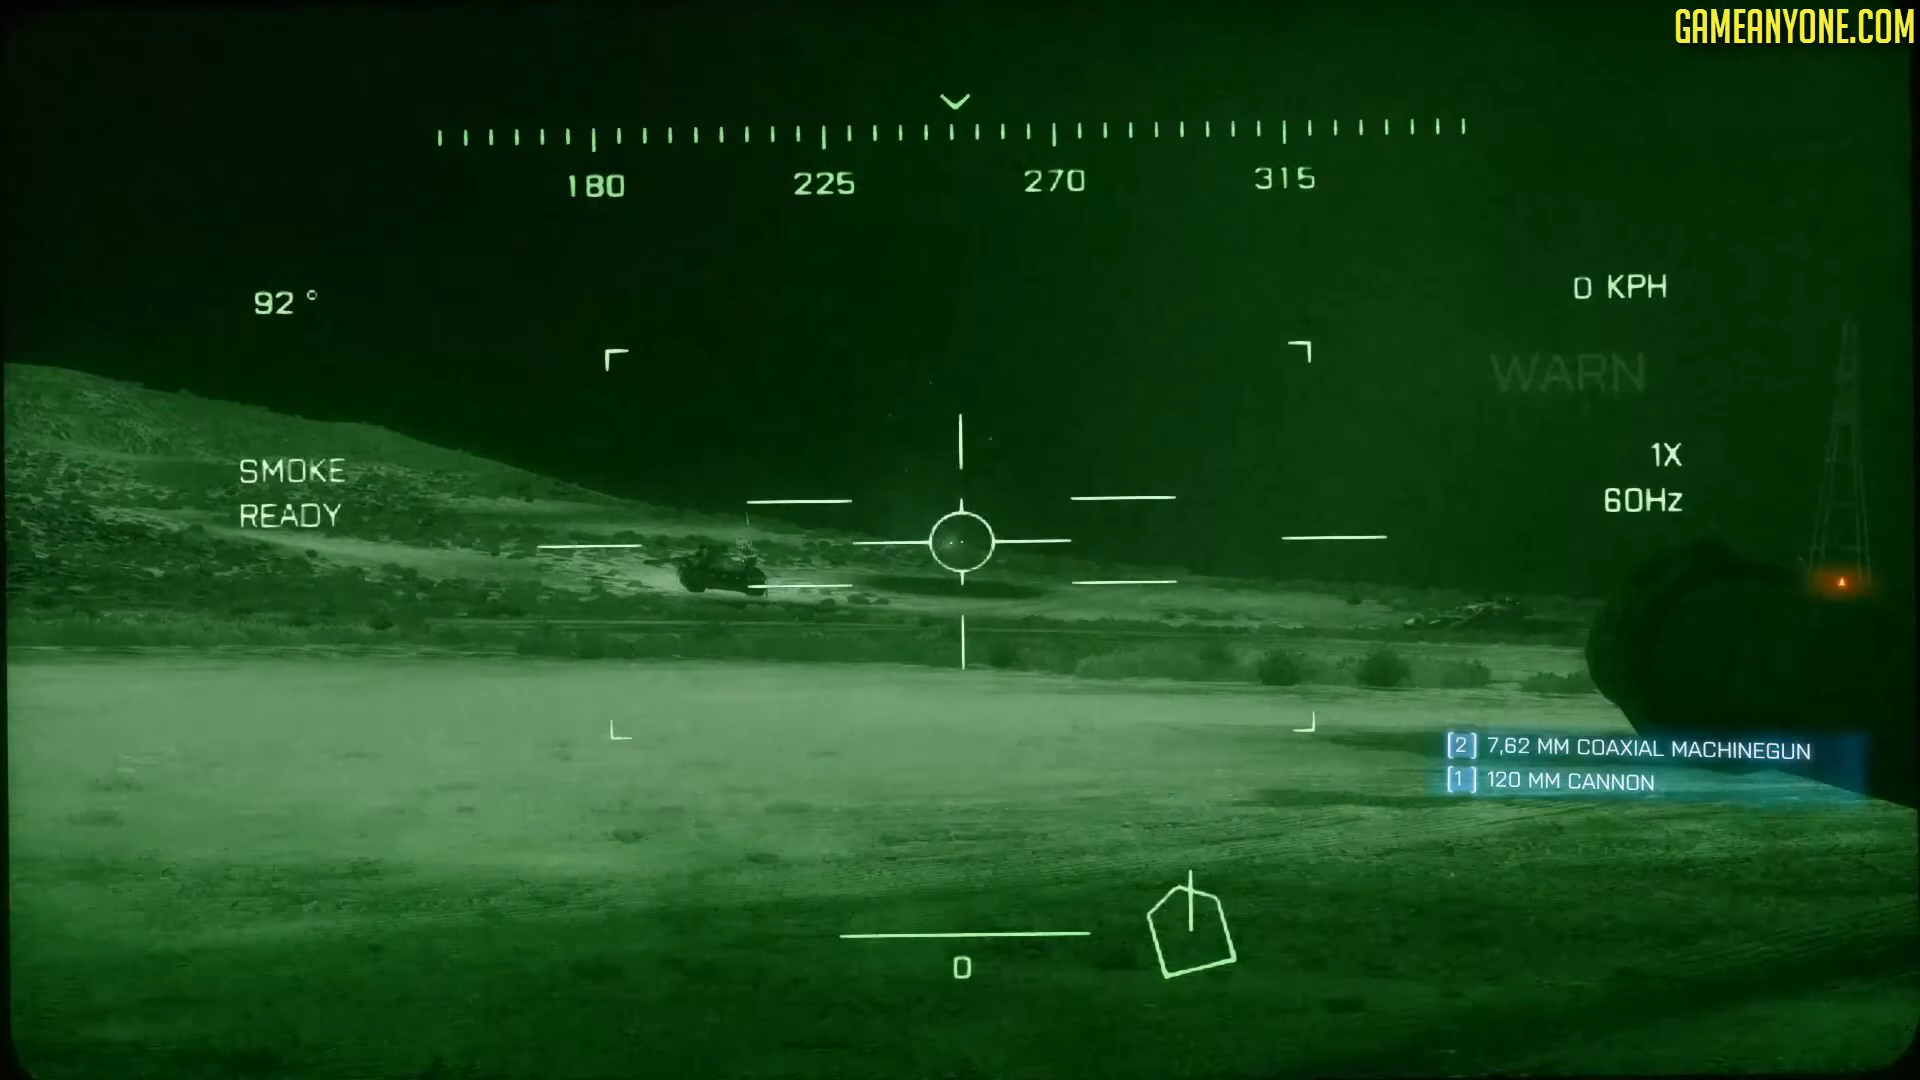 GAMEANYONE.COM
180 225 270 315
92 °
0 KPH
WARN
SMOKE
READY
1X
60Hz
[2] 7,62 MM COAXIAL MACHINEGUN
[1] 120 MM CANNON
0